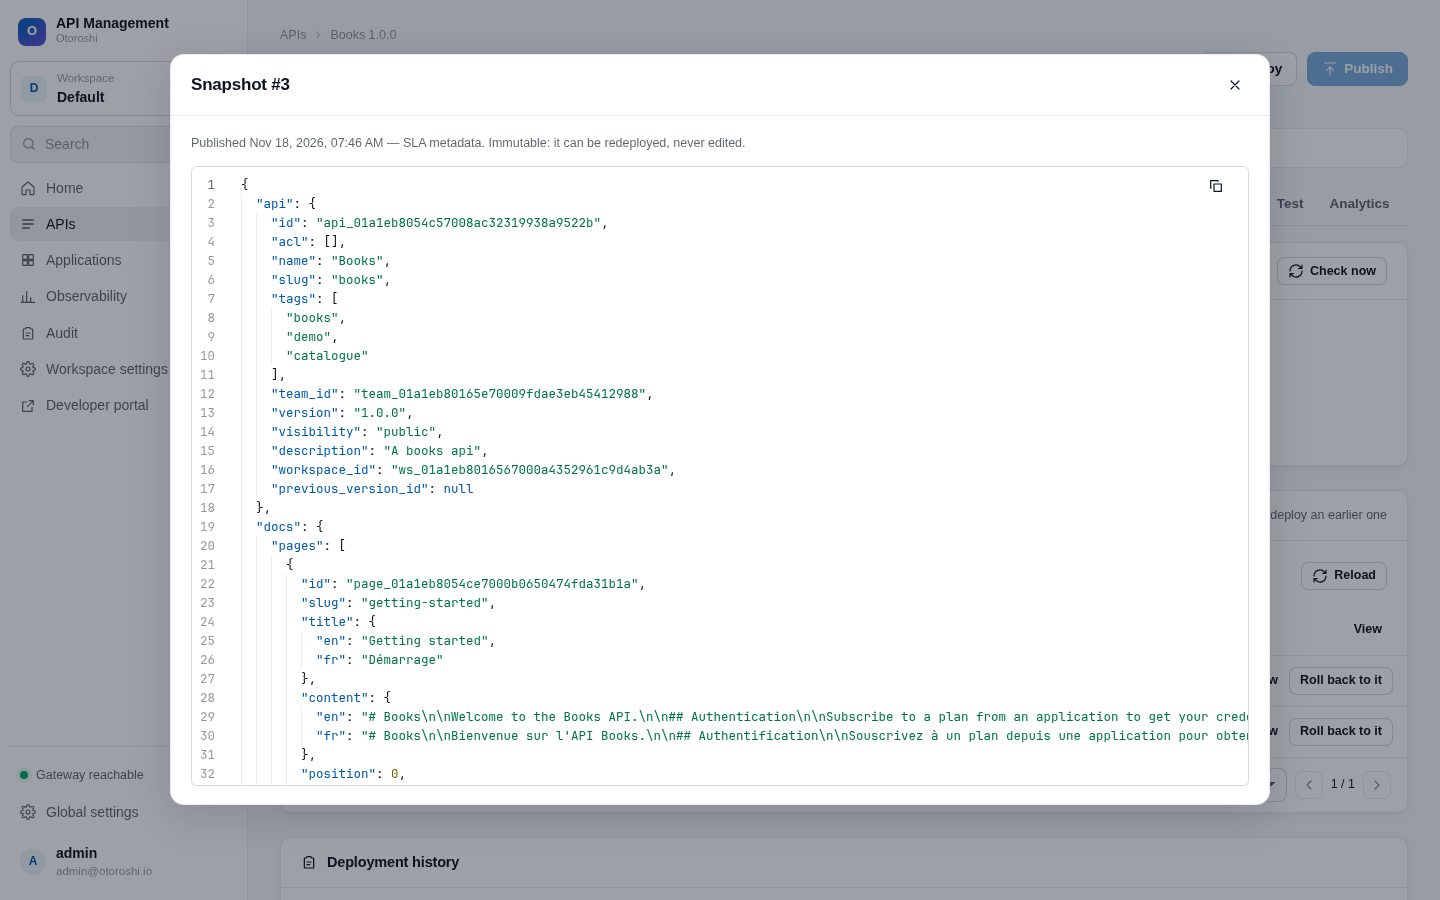 O
API Management
Otoroshi
D
Workspace
Default
Search
Home
APIs
Applications
Observability
Audit
Workspace settings
Developer portal
Gateway reachable
Global settings
A
admin
admin@otoroshi.io
APIs
Books 1.0.0
Publish
Test
Analytics
Check now
deploy an earlier one
Reload
View
Roll back to it
Roll back to it
1 / 1
Deployment history
Snapshot #3
Published Nov 18, 2026, 07:46 AM — SLA metadata. Immutable: it can be redeployed, never edited.
1 {
2 "api": {
3 "id": "api_01a1eb8054c57008ac32319938a9522b",
4 "acl": [],
5 "name": "Books",
6 "slug": "books",
7 "tags": [
8 "books",
9 "demo",
10 "catalogue"
11 ],
12 "team_id": "team_01a1eb80165e70009fdae3eb45412988",
13 "version": "1.0.0",
14 "visibility": "public",
15 "description": "A books api",
16 "workspace_id": "ws_01a1eb8016567000a4352961c9d4ab3a",
17 "previous_version_id": null
18 },
19 "docs": {
20 "pages": [
21 {
22 "id": "page_01a1eb8054ce7000b0650474fda31b1a",
23 "slug": "getting-started",
24 "title": {
25 "en": "Getting started",
26 "fr": "Démarrage"
27 },
28 "content": {
29 "en": "# Books\n\nWelcome to the Books API.\n\n## Authentication\n\nSubscribe to a plan from an application to get your crede
30 "fr": "# Books\n\nBienvenue sur l'API Books.\n\n## Authentification\n\nSouscrivez à un plan depuis une application pour obten
31 },
32 "position": 0,